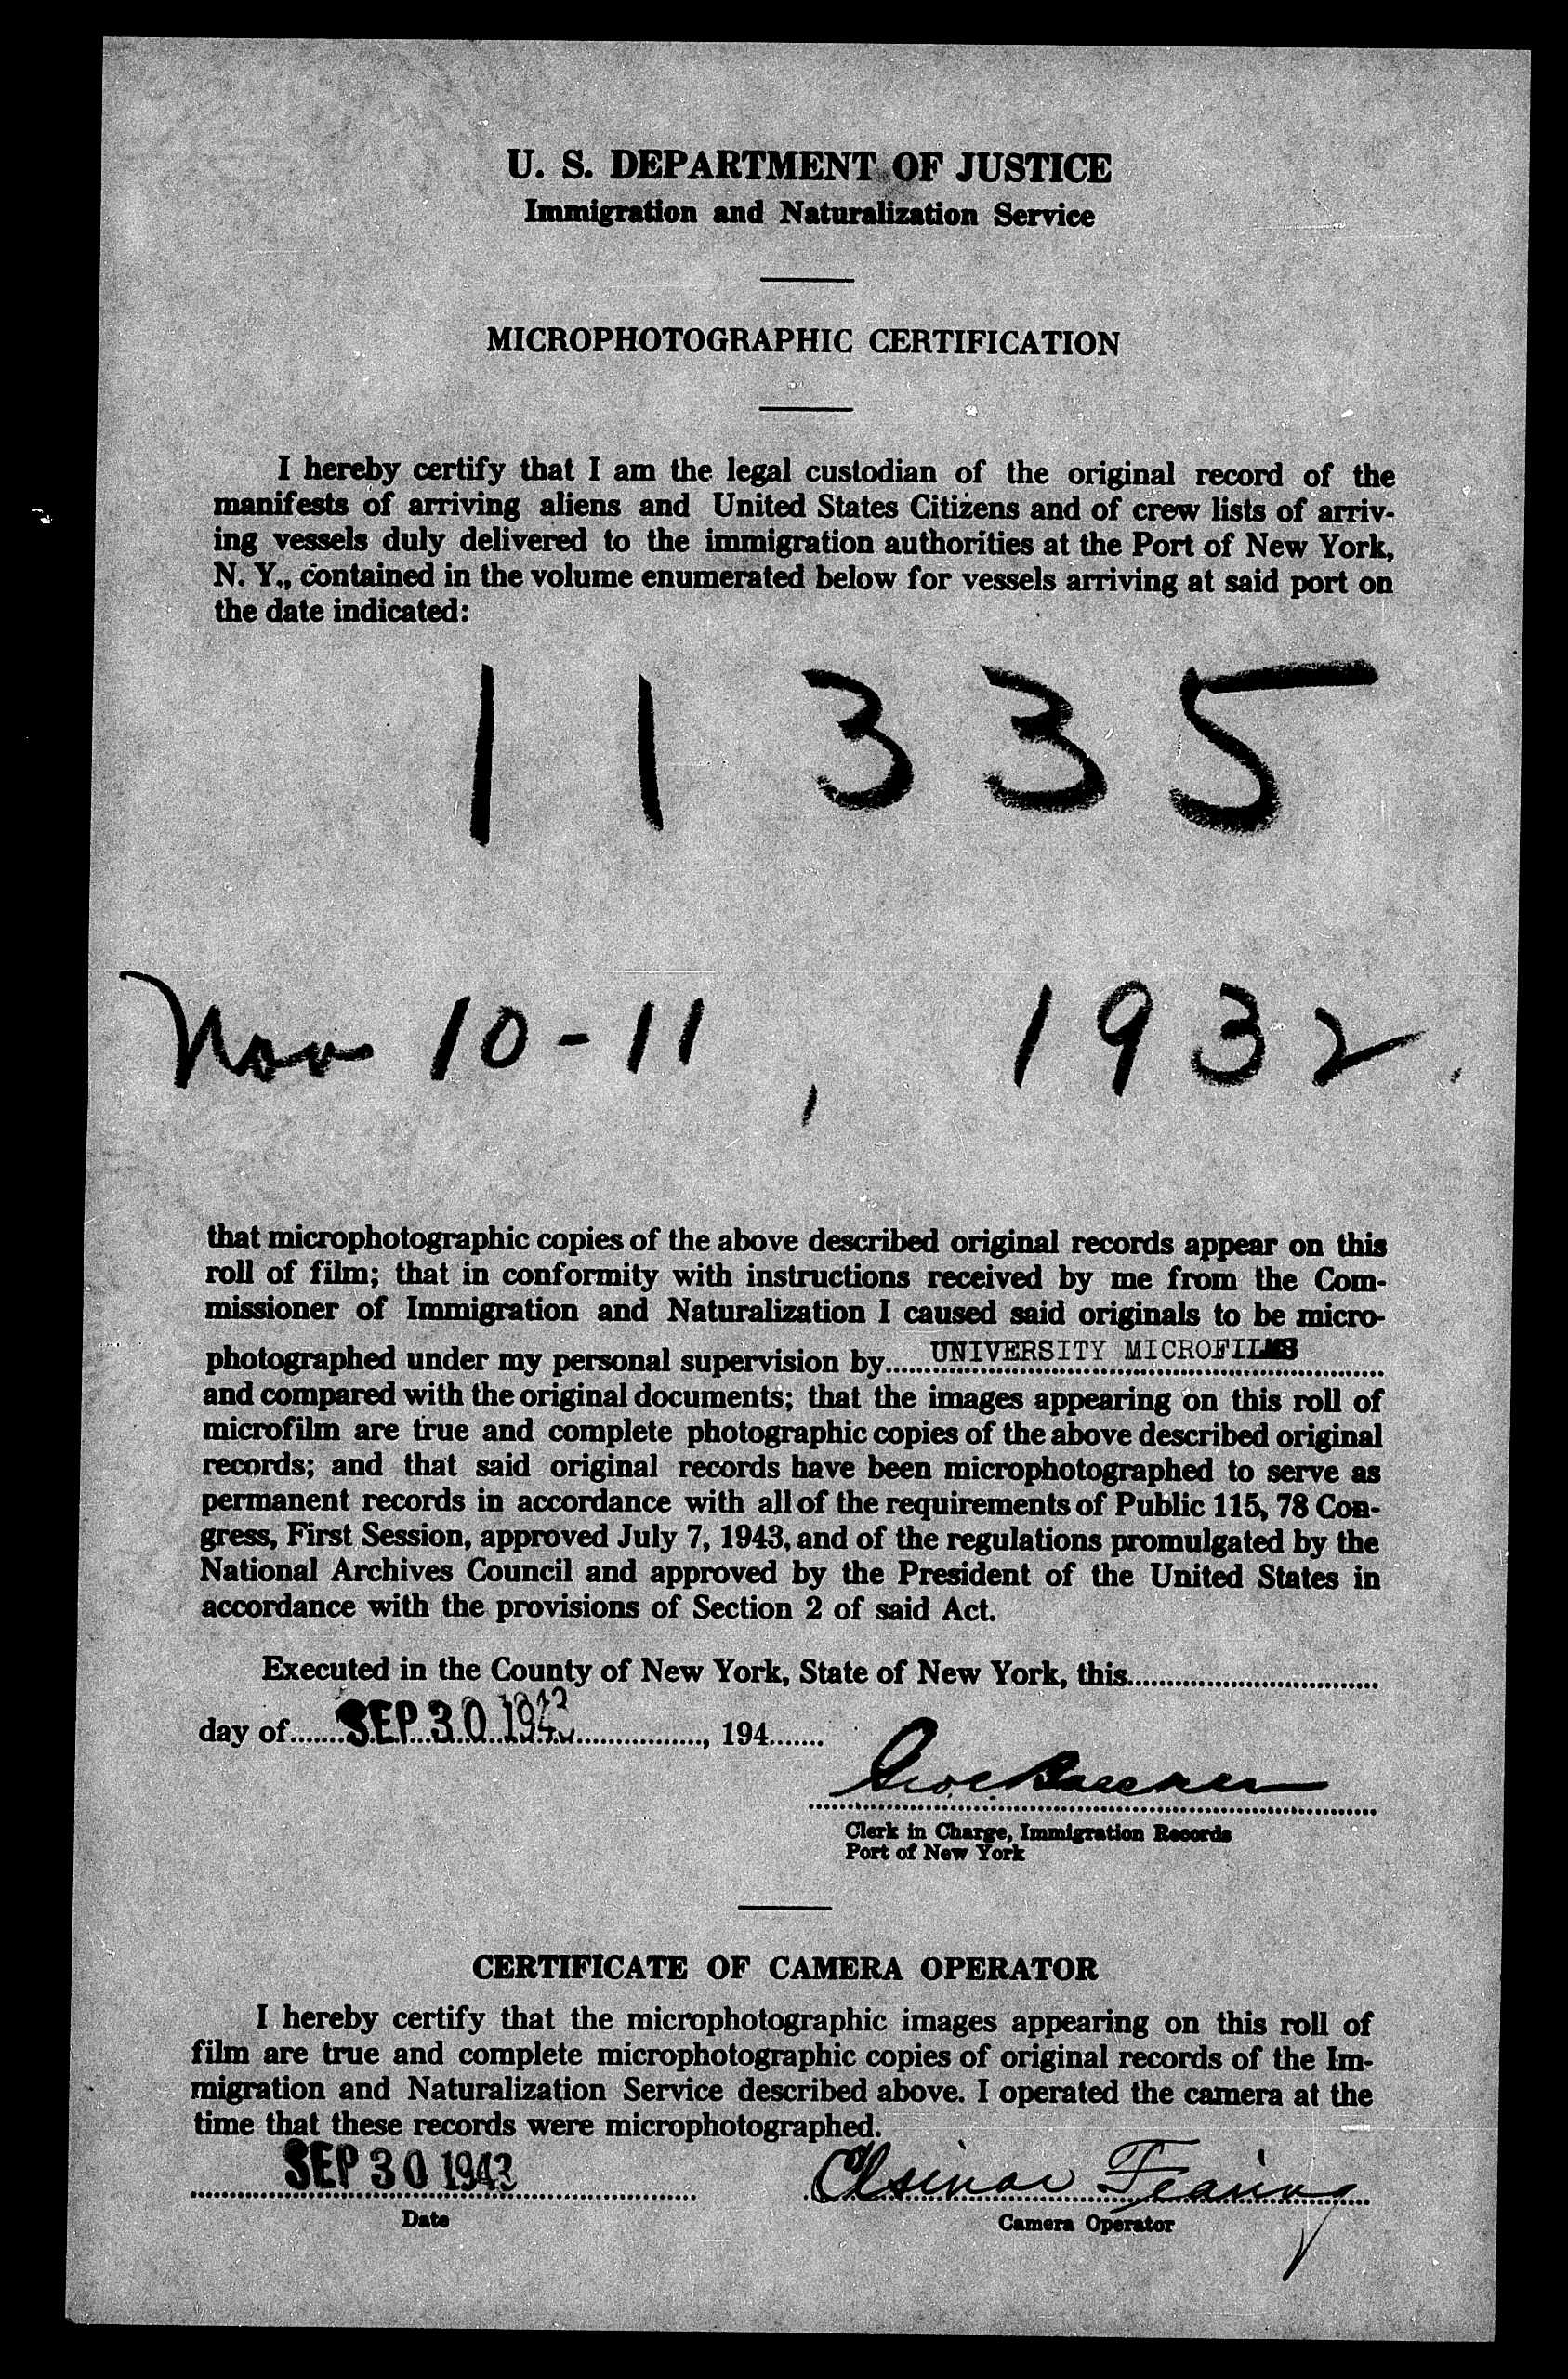 U. S. DEPARTMENT OF JUSTICE
Immigration and Naturalization Service
MICROPHOTOGRAPHIC CERTIFICATION
I hereby certify that I am the legal custodian of the original record of the
manifests of arriving aliens and United States Citizens and of crew lists of arriv-
ing vessels duly delivered to the immigration authorities at the Port of New York,
N. Y., contained in the volume enumerated below for vessels arriving at said port on
the date indicated:
11335
Nov 10-11, 1932.
that microphotographic copies of the above described original records appear on this
roll of film; that in conformity with instructions received by me from the Com-
missioner of Immigration and Naturalization I caused said originals to be micro-
photographed under my personal supervision by UNIVERSITY MICROFILMS
and compared with the original documents; that the images appearing on this roll of
microfilm are true and complete photographic copies of the above described original
records; and that said original records have been microphotographed to serve as
permanent records in accordance with all of the requirements of Public 115, 78 Con-
gress, First Session, approved July 7, 1943, and of the regulations promulgated by the
National Archives Council and approved by the President of the United States in
accordance with the provisions of Section 2 of said Act.
Executed in the County of New York, State of New York, this
day of SEP 30 1943, 194
Clerk in Charge, Immigration Records
Port of New York
CERTIFICATE OF CAMERA OPERATOR
I hereby certify that the microphotographic images appearing on this roll of
film are true and complete microphotographic copies of original records of the Im-
migration and Naturalization Service described above. I operated the camera at the
time that these records were microphotographed.
SEP 30 1943
Date
Camera Operator